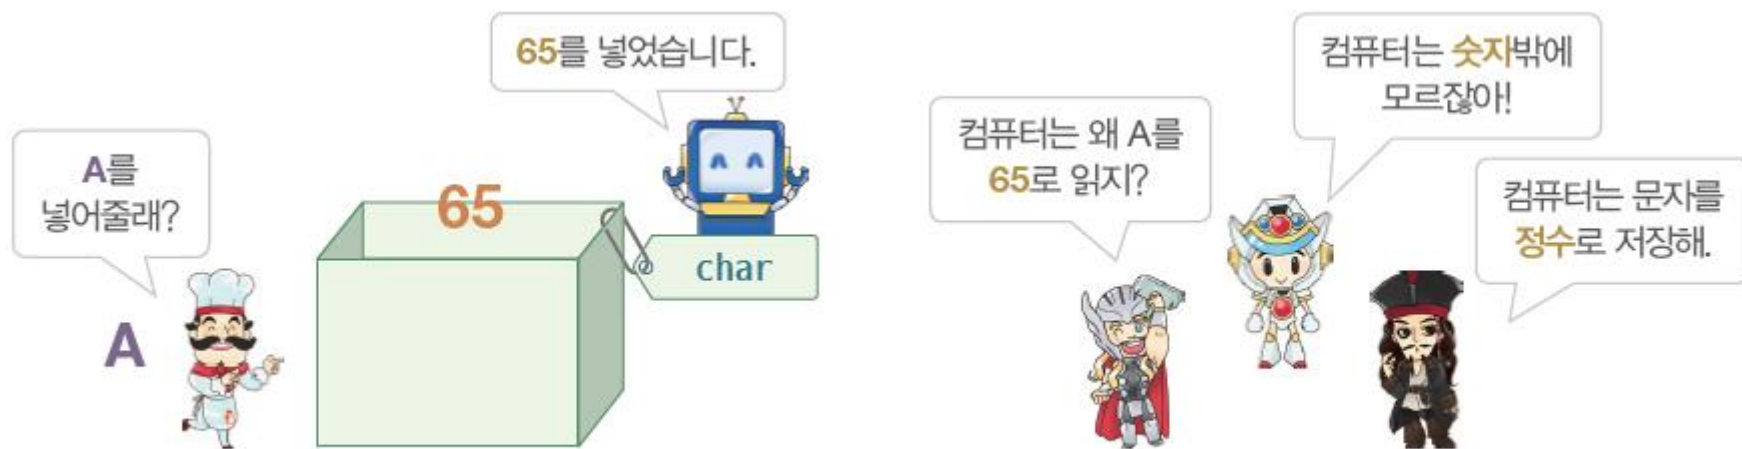 A를
넣어줄래?
A
65
65를 넣었습니다.
char
컴퓨터는 왜 A를
65로 읽지?
컴퓨터는 숫자밖에
모르잖아!
컴퓨터는 문자를
정수로 저장해.